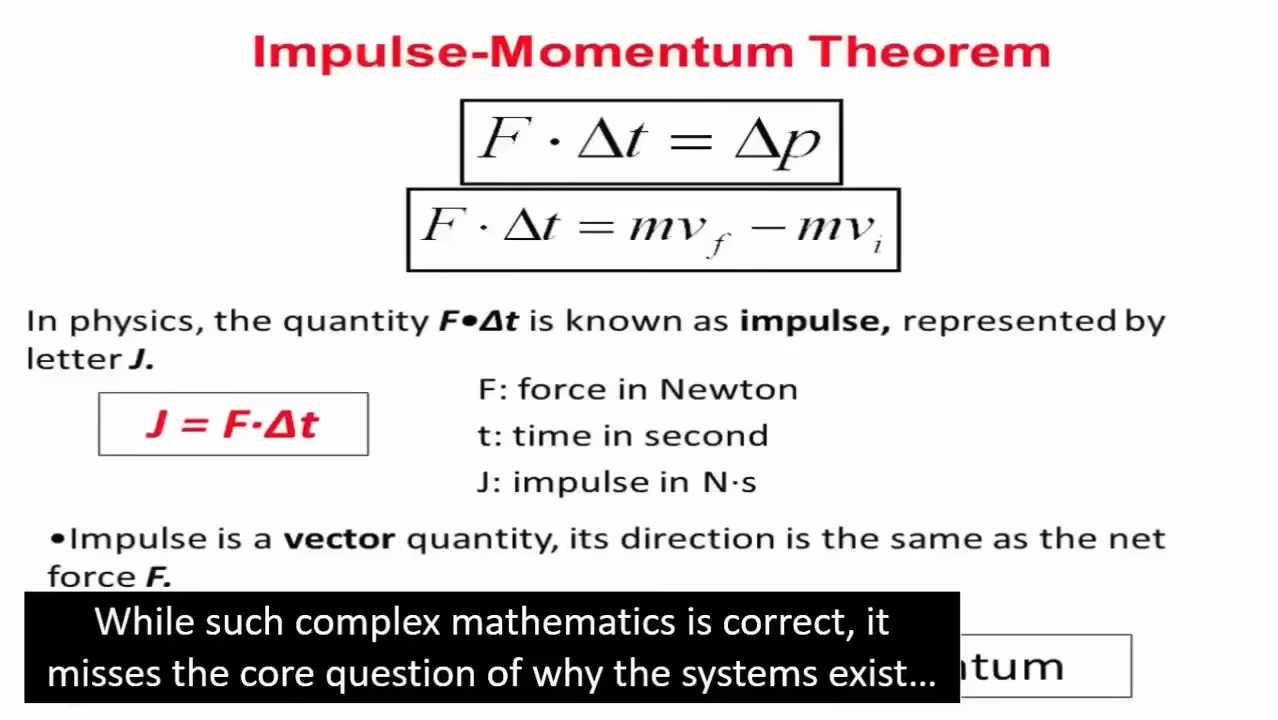 Impulse-Momentum Theorem
F · Δt = Δp
F · Δt = mv_f − mv_i
In physics, the quantity F•Δt is known as impulse, represented by
letter J.
J = F·Δt
F: force in Newton
t: time in second
J: impulse in N·s
•Impulse is a vector quantity, its direction is the same as the net
force F.
While such complex mathematics is correct, it
misses the core question of why the systems exist...